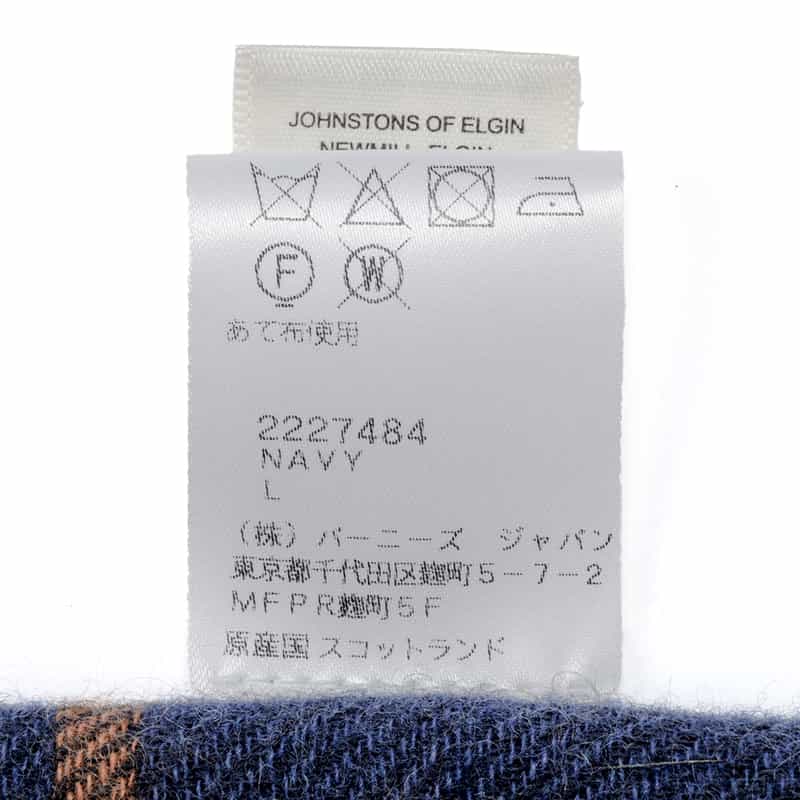 JOHNSTONS OF ELGIN
NEWMILL, ELGIN
F
W
あて布使用
2227484
NAVY
L
（株）バーニーズ ジャパン
東京都千代田区麹町5-7-2
MFPR麹町5F
原産国 スコットランド